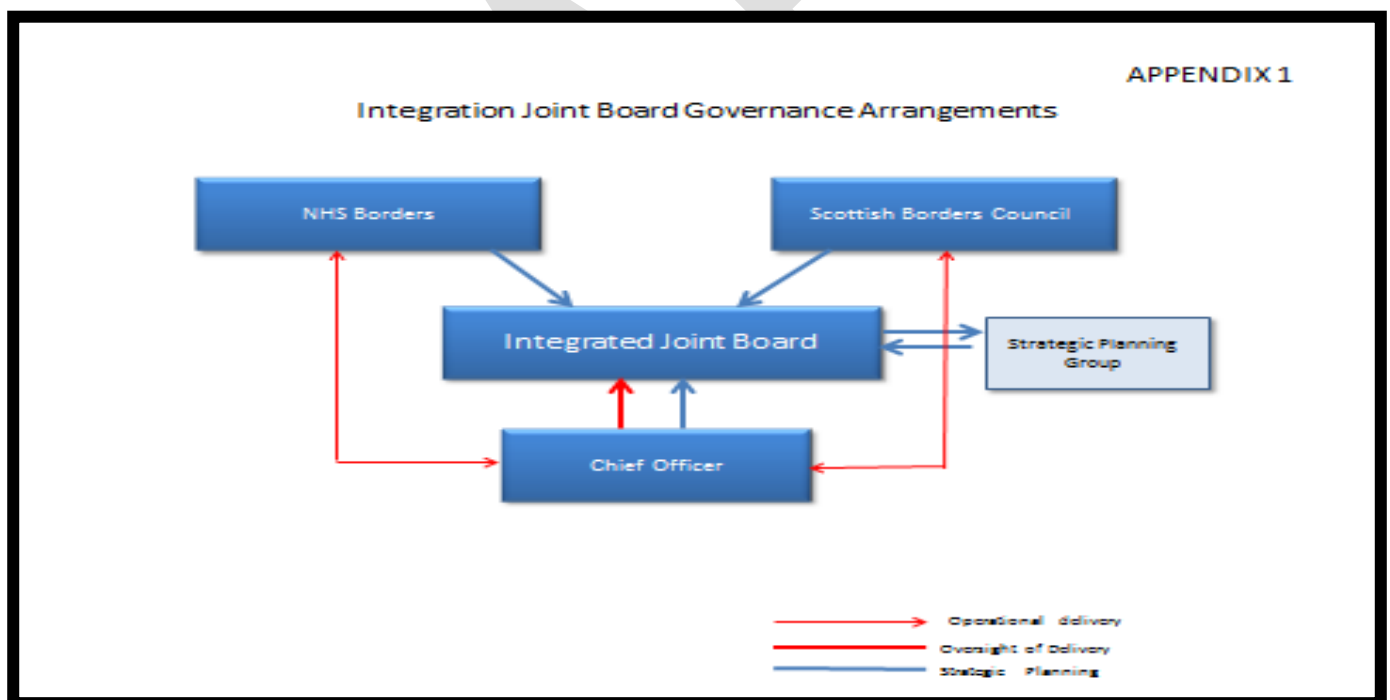 APPENDIX 1
Integration Joint Board Governance Arrangements
NHS Borders
Scottish Borders Council
Integrated Joint Board
Strategic Planning
Group
Chief Officer
Operational delivery
Oversight of Delivery
Strategic Planning